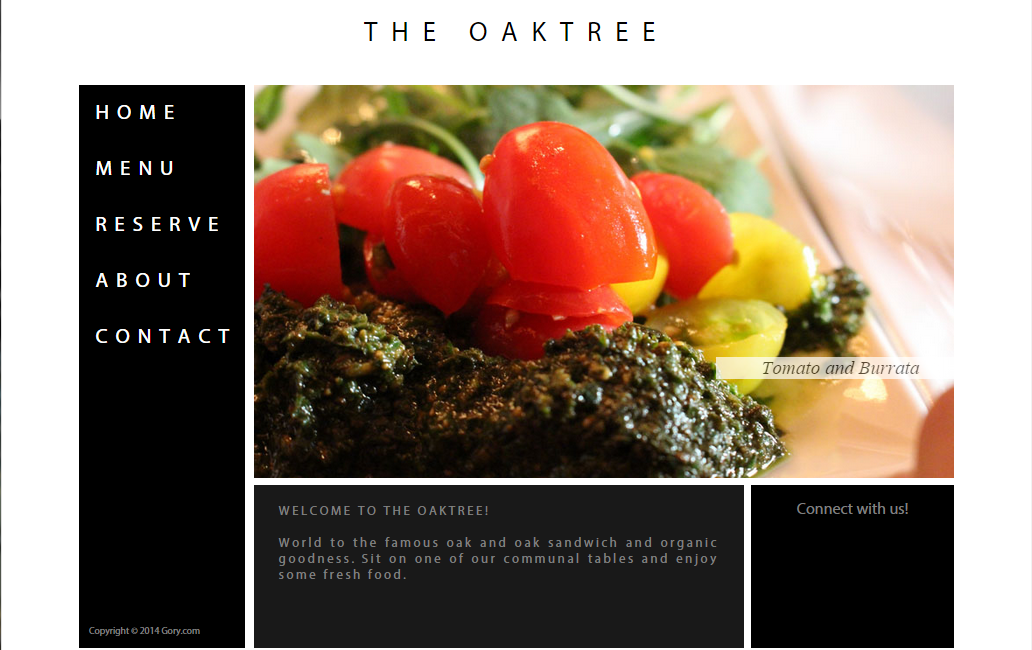 THE OAKTREE
HOME
MENU
RESERVE
ABOUT
CONTACT
Tomato and Burrata
WELCOME TO THE OAKTREE!
World to the famous oak and oak sandwich and organic
goodness. Sit on one of our communal tables and enjoy
some fresh food.
Connect with us!
Copyright © 2014 Gory.com